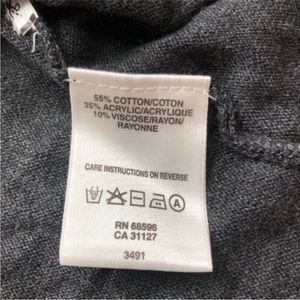 55% COTTON/COTON
35% ACRYLIC/ACRYLIQUE
10% VISCOSE/RAYON/
RAYONNE
CARE INSTRUCTIONS ON REVERSE
A
RN 68596
CA 31127
3491